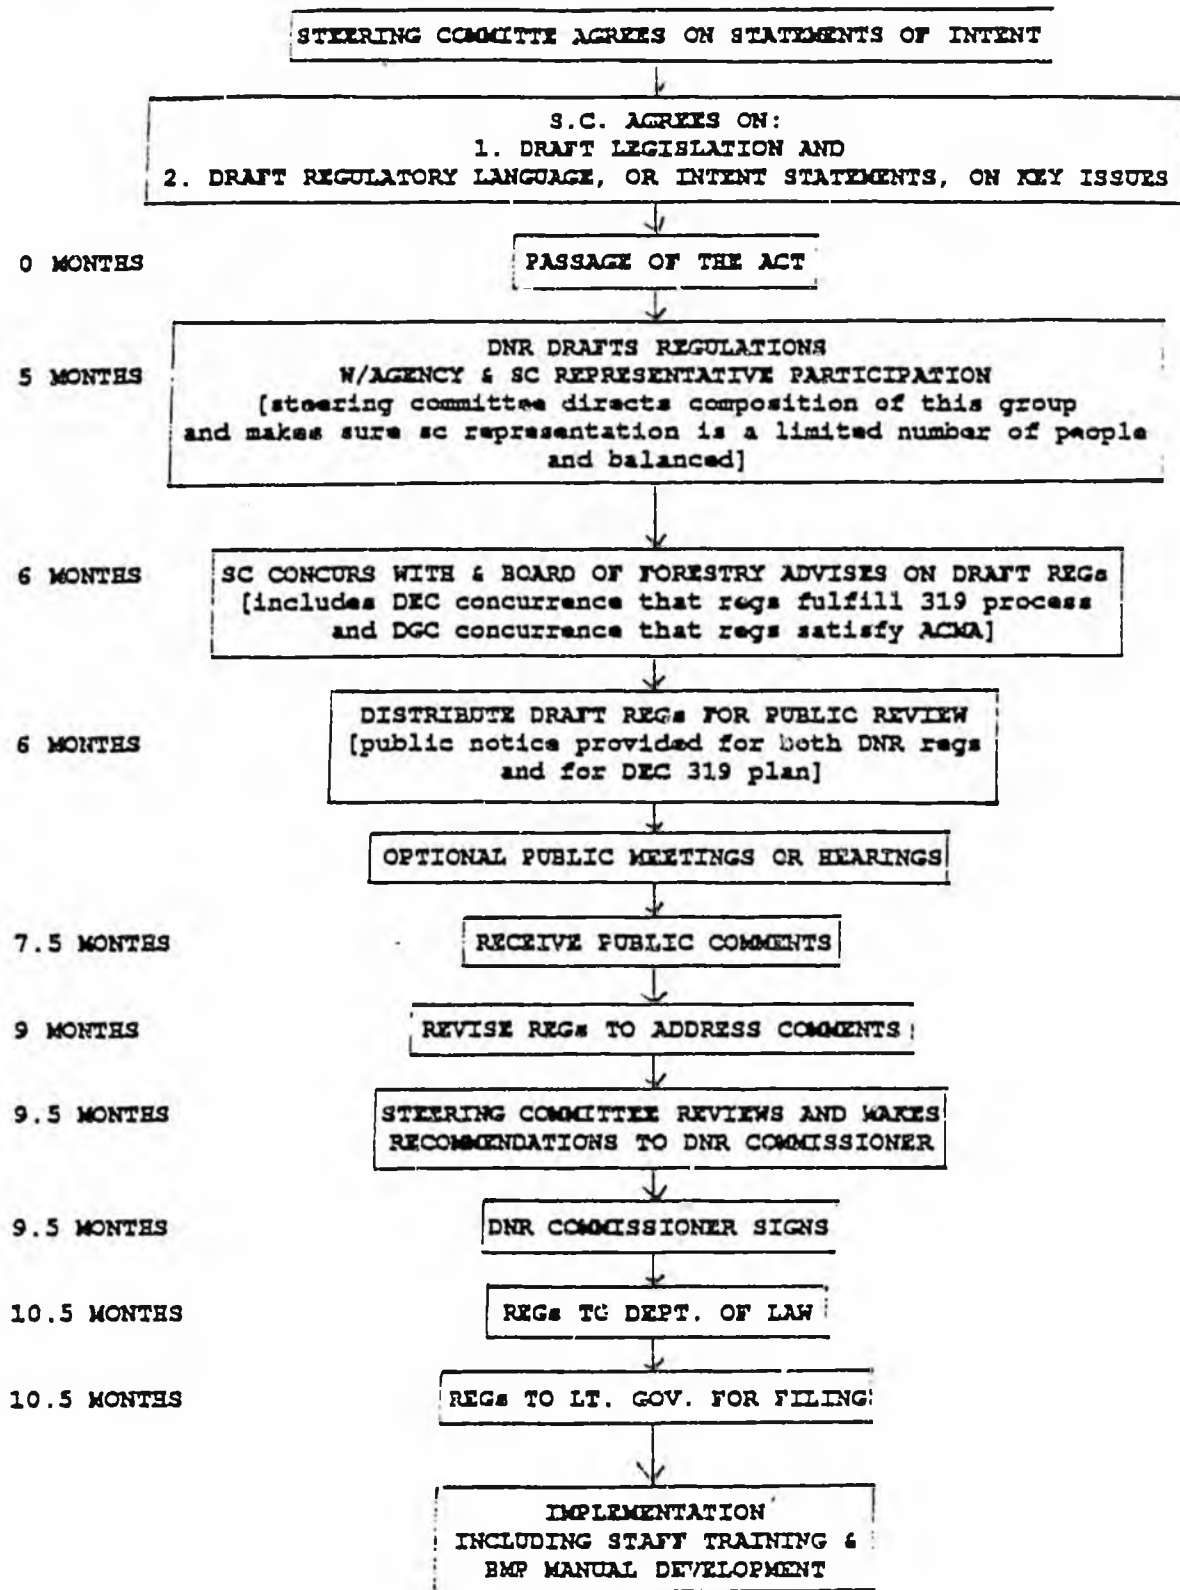 STEERING COMMITTE AGREES ON STATEMENTS OF INTENT
S.C. AGREES ON:
1. DRAFT LEGISLATION AND
2. DRAFT REGULATORY LANGUAGE, OR INTENT STATEMENTS, ON KEY ISSUES
0 MONTHS
PASSAGE OF THE ACT
5 MONTHS
DNR DRAFTS REGULATIONS
W/AGENCY & SC REPRESENTATIVE PARTICIPATION
[steering committee directs composition of this group
and makes sure sc representation is a limited number of people
and balanced]
6 MONTHS
SC CONCURS WITH & BOARD OF FORESTRY ADVISES ON DRAFT REGs
[includes DEC concurrence that regs fulfill 319 process
and DGC concurrence that regs satisfy ACMA]
6 MONTHS
DISTRIBUTE DRAFT REGs FOR PUBLIC REVIEW
[public notice provided for both DNR regs
and for DEC 319 plan]
OPTIONAL PUBLIC MEETINGS OR HEARINGS
7.5 MONTHS
RECEIVE PUBLIC COMMENTS
9 MONTHS
REVISE REGs TO ADDRESS COMMENTS
9.5 MONTHS
STEERING COMMITTEE REVIEWS AND MAKES
RECOMMENDATIONS TO DNR COMMISSIONER
9.5 MONTHS
DNR COMMISSIONER SIGNS
10.5 MONTHS
REGs TO DEPT. OF LAW
10.5 MONTHS
REGs TO LT. GOV. FOR FILING
IMPLEMENTATION
INCLUDING STAFF TRAINING &
BMP MANUAL DEVELOPMENT